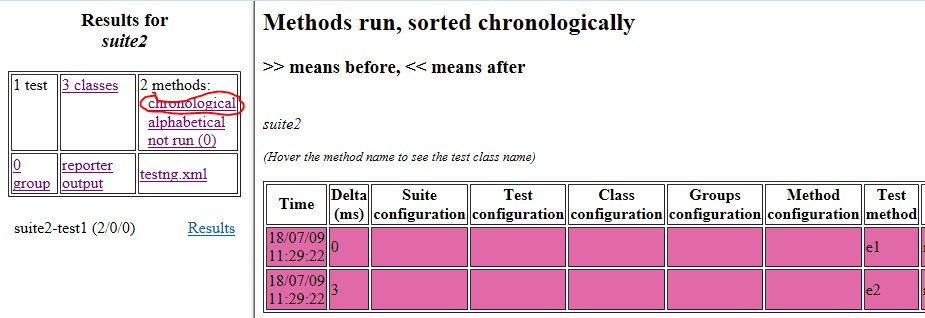 Results for
suite2
1 test
3 classes
2 methods:
chronological
alphabetical
not run (0)
0
group
reporter
output
testng.xml
suite2-test1 (2/0/0)
Results
Methods run, sorted chronologically
>> means before, << means after
suite2
(Hover the method name to see the test class name)
Time
Delta
(ms)
Suite
configuration
Test
configuration
Class
configuration
Groups
configuration
Method
configuration
Test
method
18/07/09
11:29:22
0
e1
18/07/09
11:29:22
3
e2